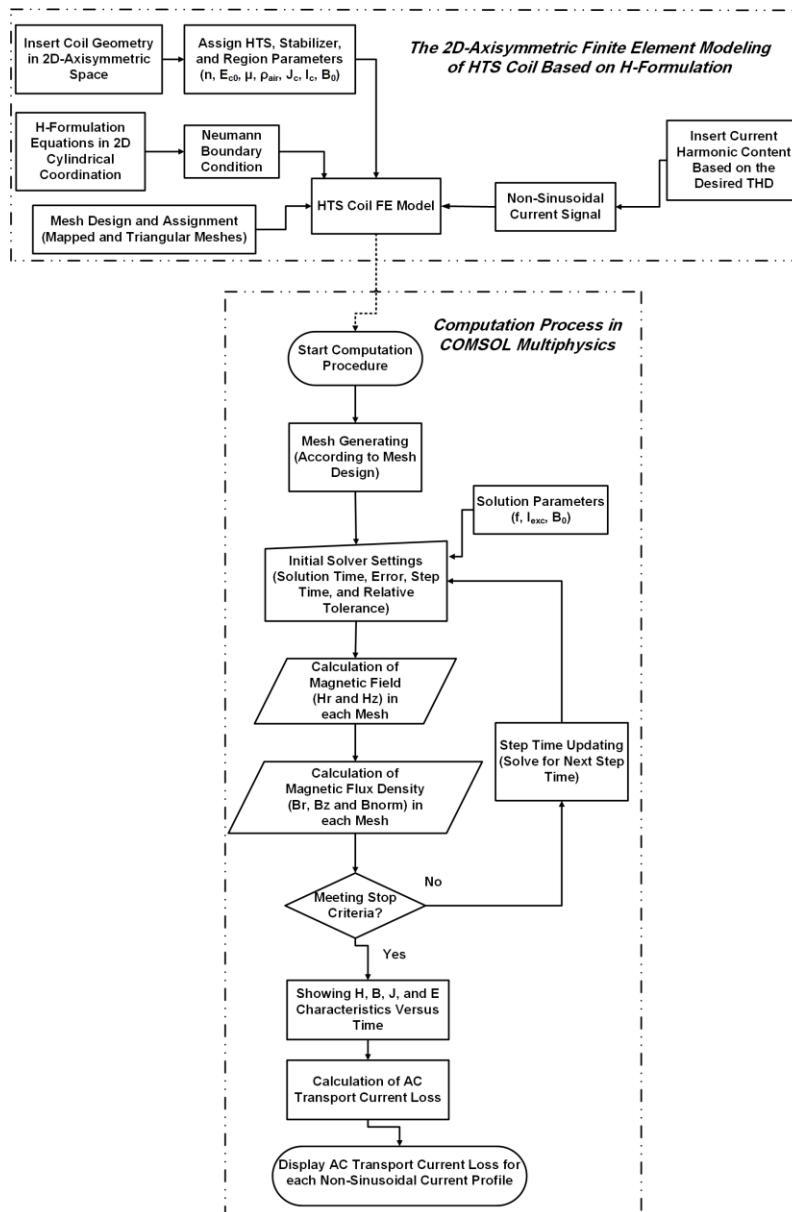 The 2D-Axisymmetric Finite Element Modeling
of HTS Coil Based on H-Formulation
Insert Coil Geometry
in 2D-Axisymmetric
Space
Assign HTS, Stabilizer,
and Region Parameters
(n, E_c0, μ, ρ_air, J_c, I_c, B_0)
H-Formulation
Equations in 2D
Cylindrical
Coordination
Neumann
Boundary
Condition
Mesh Design and Assignment
(Mapped and Triangular Meshes)
HTS Coil FE Model
Non-Sinusoidal
Current Signal
Insert Current
Harmonic Content
Based on the
Desired THD
Computation Process in
COMSOL Multiphysics
Start Computation
Procedure
Mesh Generating
(According to Mesh
Design)
Solution Parameters
(f, I_exc, B_0)
Initial Solver Settings
(Solution Time, Error, Step
Time, and Relative
Tolerance)
Calculation of
Magnetic Field
(Hr and Hz) in
each Mesh
Step Time Updating
(Solve for Next Step
Time)
Calculation of
Magnetic Flux Density
(Br, Bz and Bnorm) in
each Mesh
Meeting Stop
Criteria?
No
Yes
Showing H, B, J, and E
Characteristics Versus
Time
Calculation of AC
Transport Current Loss
Display AC Transport Current Loss for
each Non-Sinusoidal Current Profile